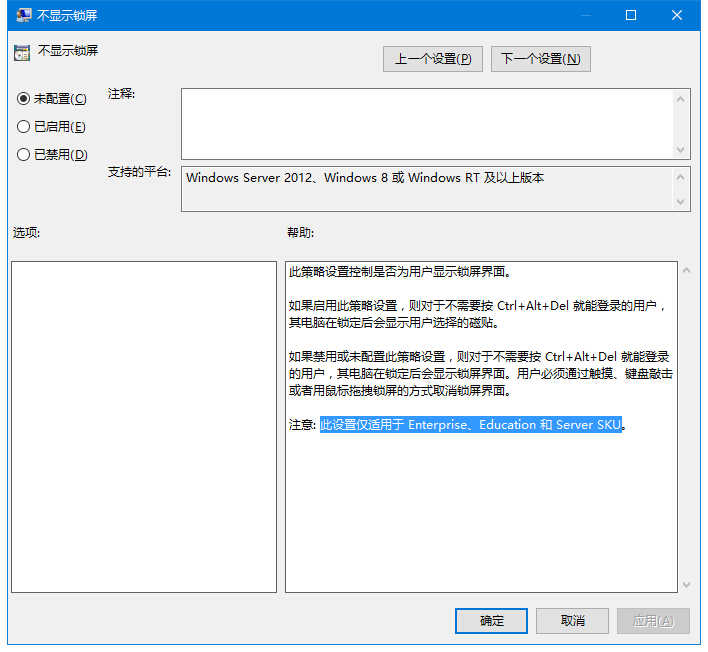 不显示锁屏
不显示锁屏
上一个设置(P)
下一个设置(N)
未配置(C)
注释:
已启用(E)
已禁用(D)
支持的平台:
Windows Server 2012、Windows 8 或 Windows RT 及以上版本
选项:
帮助:
此策略设置控制是否为用户显示锁屏界面。
如果启用此策略设置，则对于不需要按 Ctrl+Alt+Del 就能登录的用户，
其电脑在锁定后会显示用户选择的磁贴。
如果禁用或未配置此策略设置，则对于不需要按 Ctrl+Alt+Del 就能登录
的用户，其电脑在锁定后会显示锁屏界面。用户必须通过触摸、键盘敲击
或者用鼠标拖拽锁屏的方式取消锁屏界面。
注意: 此设置仅适用于 Enterprise、Education 和 Server SKU。
确定
取消
应用(A)